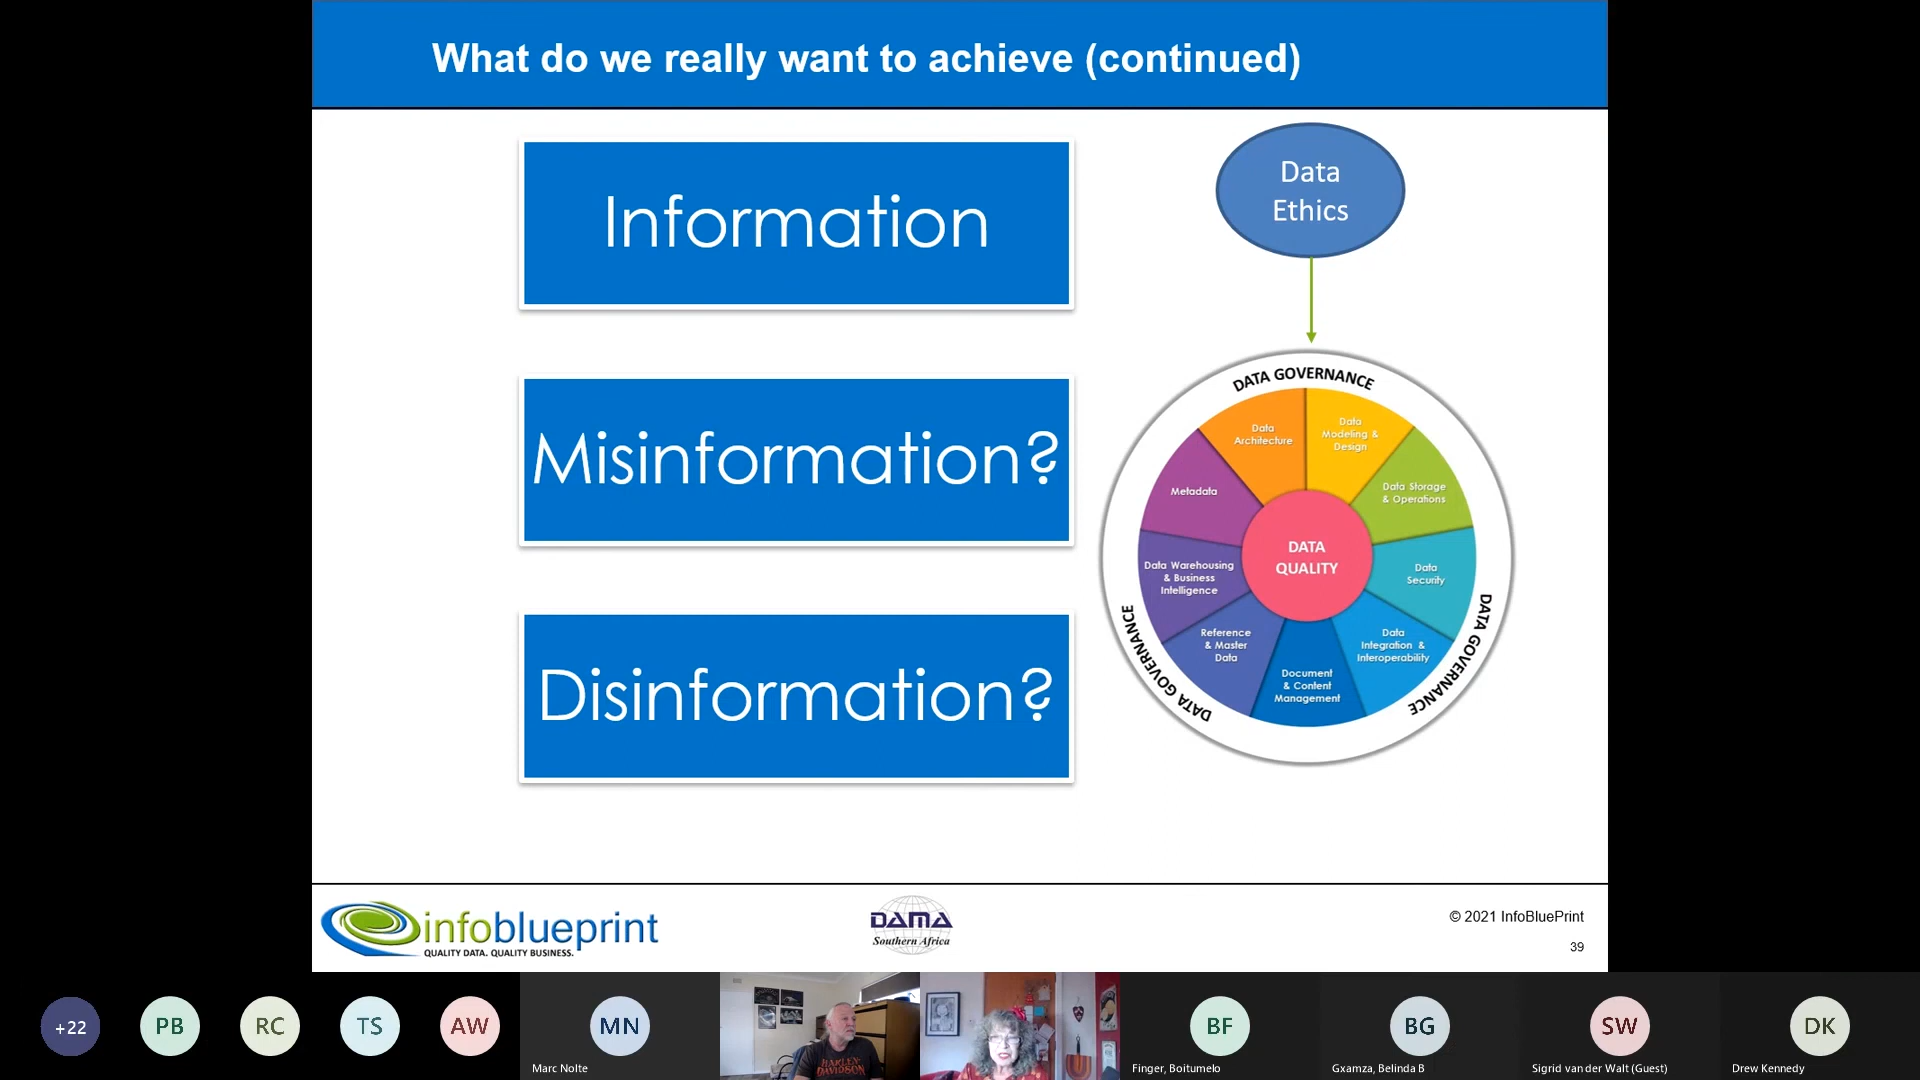 What do we really want to achieve (continued)
Information
Misinformation?
Disinformation?
Data
Ethics
DATA GOVERNANCE
DATA GOVERNANCE
DATA GOVERNANCE
Data
Architecture
Data
Modeling &
Design
Data Storage
& Operations
Data
Security
Data
Integration &
Interoperability
Document
& Content
Management
Reference
& Master
Data
Data Warehousing
& Business
Intelligence
Metadata
DATA
QUALITY
infoblueprint
QUALITY DATA. QUALITY BUSINESS.
DAMA
Southern Africa
© 2021 InfoBluePrint
39
+22
PB
RC
TS
AW
MN
Marc Nolte
HARLEY
DAVIDSON
BF
Finger, Boitumelo
BG
Gxamza, Belinda B
SW
Sigrid van der Walt (Guest)
DK
Drew Kennedy